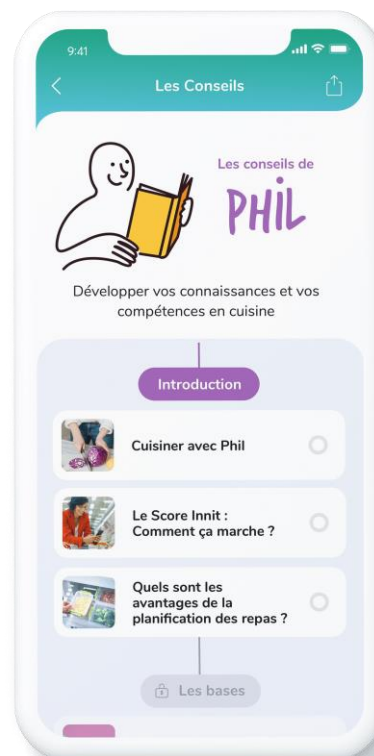 9:41
Les Conseils
Les conseils de
PHIL
Développer vos connaissances et vos
compétences en cuisine
Introduction
Cuisiner avec Phil
Le Score Innit :
Comment ça marche ?
Quels sont les
avantages de la
planification des repas ?
Les bases